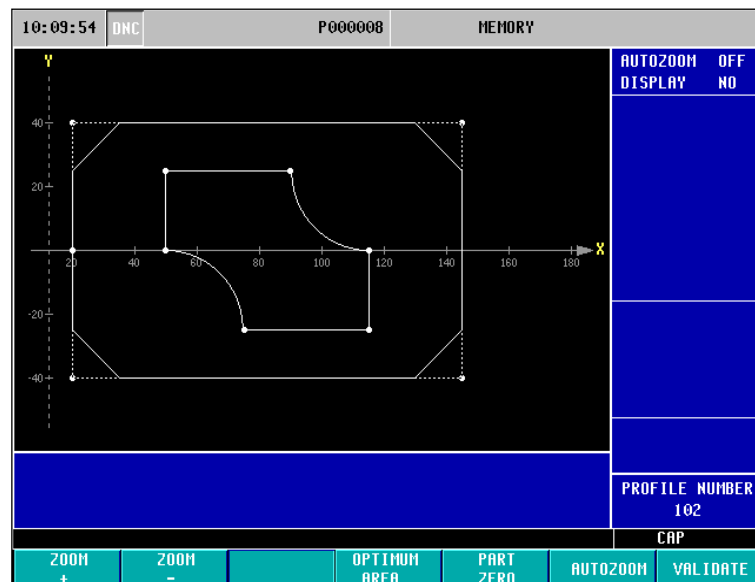 10:09:54 DNC P000008 MEMORY
Y
AUTOZOOM OFF
DISPLAY NO
40
20
X
20 40 60 80 100 120 140 160 180
-20
-40
PROFILE NUMBER
102
CAP
ZOOM + ZOOM - OPTIMUM AREA PART ZERO AUTOZOOM VALIDATE